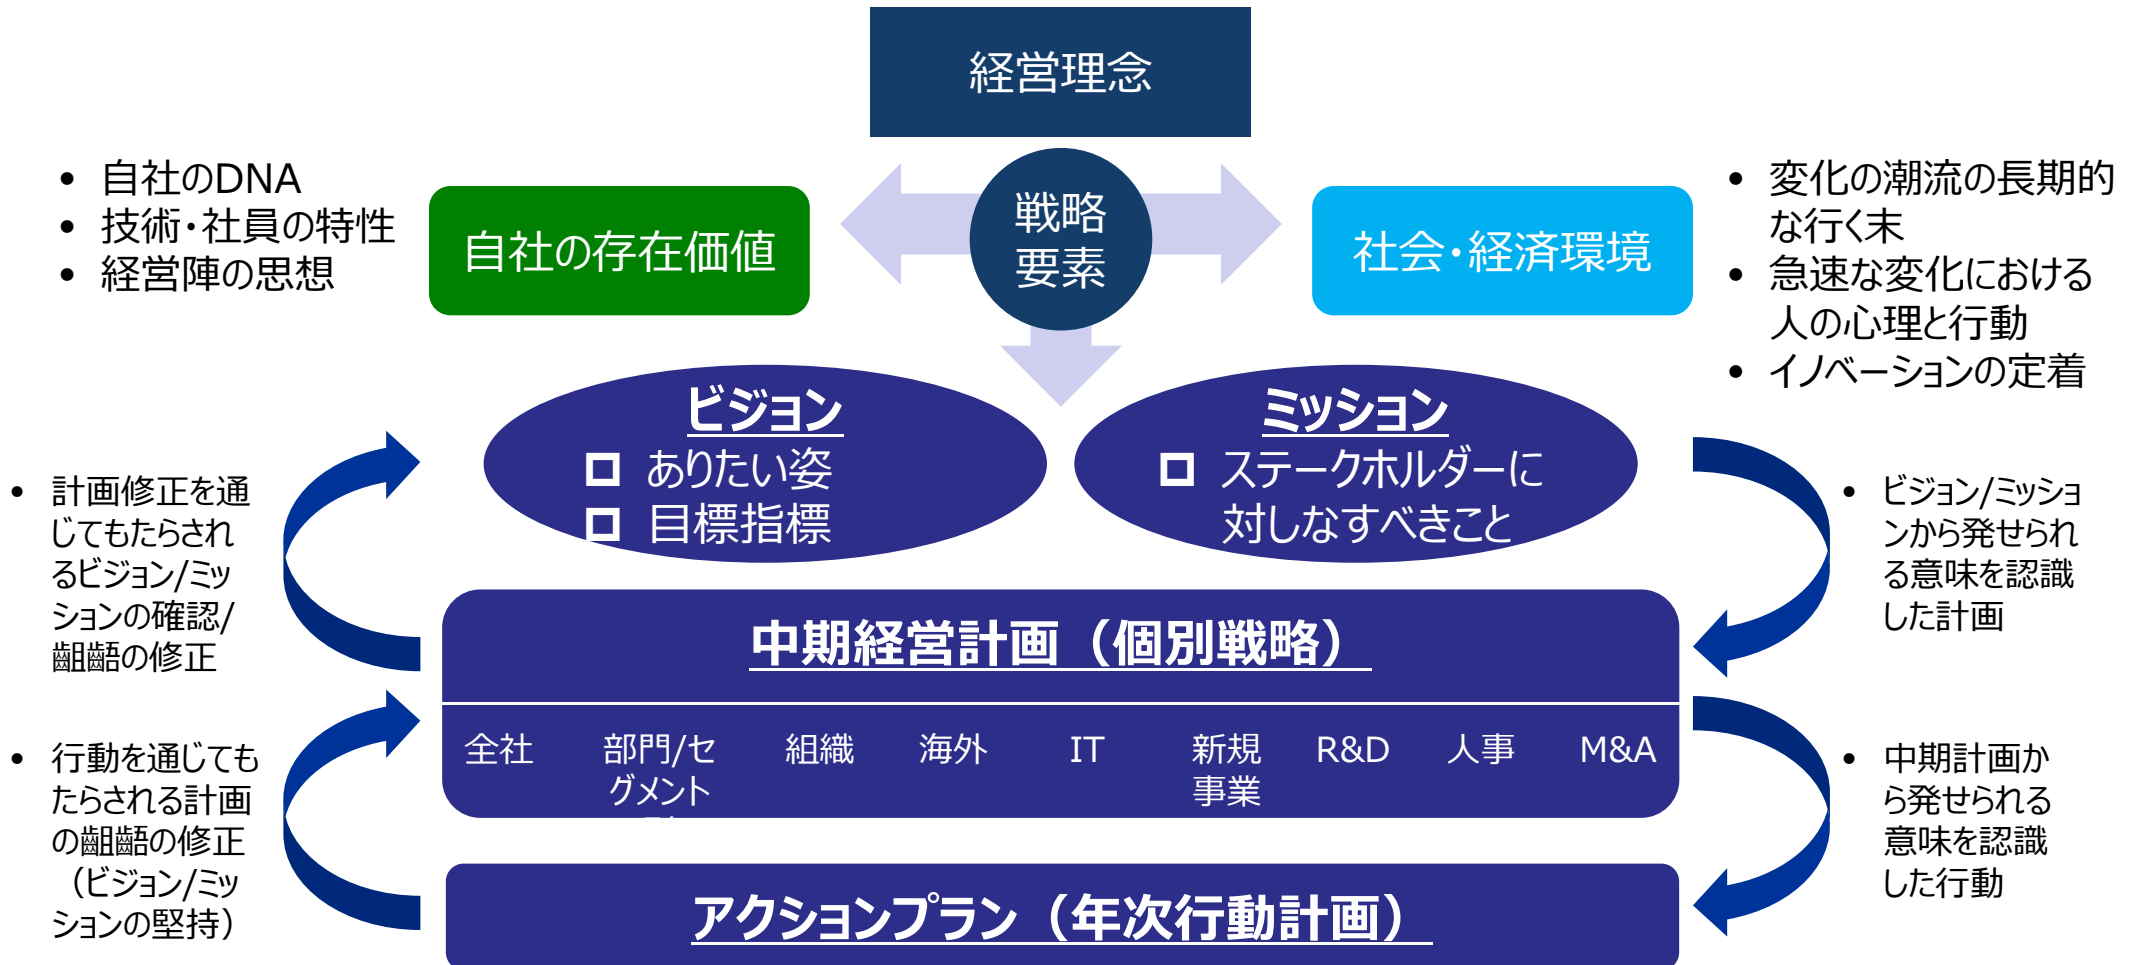 経営理念
• 自社のDNA
• 技術・社員の特性
• 経営陣の思想
自社の存在価値
戦略
要素
社会・経済環境
• 変化の潮流の長期的
な行く末
• 急速な変化における
人の心理と行動
• イノベーションの定着
ビジョン
ありたい姿
目標指標
ミッション
ステークホルダーに
対しなすべきこと
• 計画修正を通
じてもたらされ
るビジョン/ミッ
ションの確認/
齟齬の修正
• ビジョン/ミッショ
ンから発せられ
る意味を認識
した計画
中期経営計画（個別戦略）
全社
部門/セ
グメント
組織
海外
IT
新規
事業
R&D
人事
M&A
• 行動を通じても
たらされる計画
の齟齬の修正
（ビジョン/ミッ
ションの堅持）
• 中期計画か
ら発せられる
意味を認識
した行動
アクションプラン（年次行動計画）